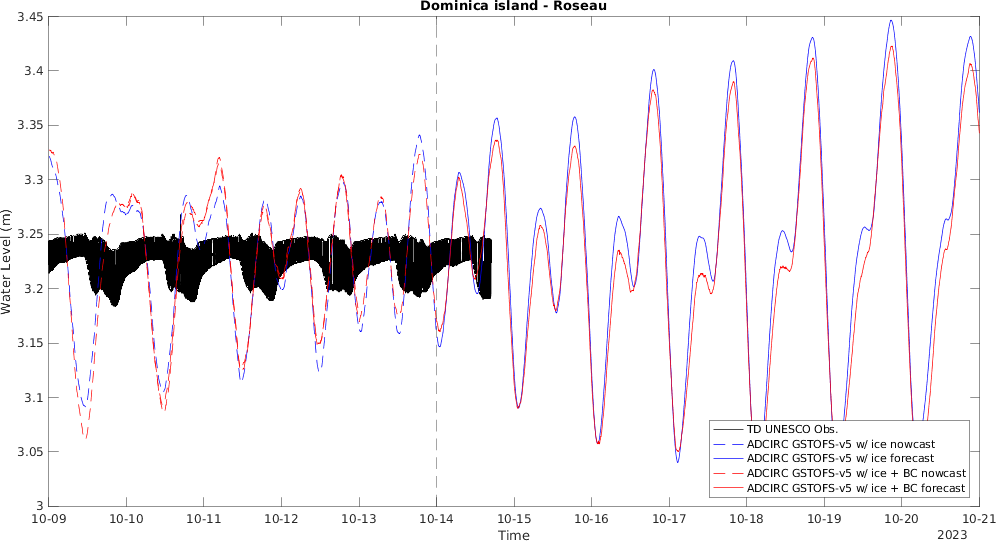 Dominica island - Roseau
3.45
3.4
3.35
3.3
3.25
3.2
3.15
3.1
3.05
3
Water Level (m)
TD UNESCO Obs.
ADCIRC GSTOFS-v5 w/ ice nowcast
ADCIRC GSTOFS-v5 w/ ice forecast
ADCIRC GSTOFS-v5 w/ ice + BC nowcast
ADCIRC GSTOFS-v5 w/ ice + BC forecast
10-09 10-10 10-11 10-12 10-13 10-14 10-15 10-16 10-17 10-18 10-19 10-20 10-21
Time
2023